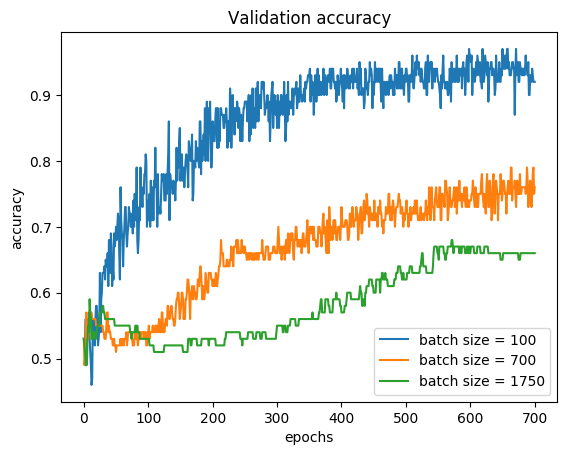 Validation accuracy
accuracy
0.9
0.8
0.7
0.6
0.5
batch size = 100
batch size = 700
batch size = 1750
0 100 200 300 400 500 600 700
epochs